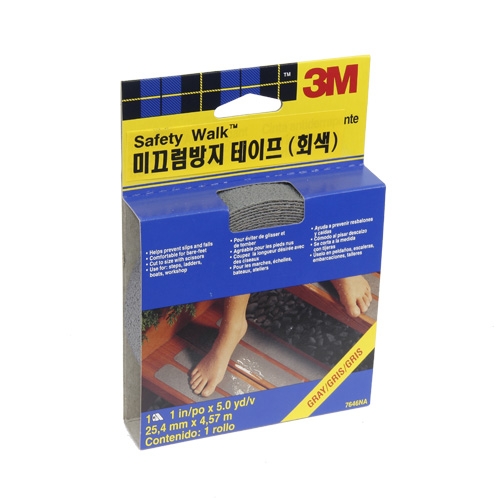 ™ 3M
nte
Safety Walk™
미끄럼방지 테이프 (회색)
• Helps prevent slips and falls
• Comfortable for bare-feet
• Cut to size with scissors
• Use for: steps, ladders,
boats, workshop
• Pour éviter de glisser et
de tomber
• Agréable pour les pieds nus
• Coupez la longueur désirée avec
des ciseaux
• Pour les marches, échelles,
bateaux, ateliers
• Ayuda a prevenir resbalones
y caídas
• Cómodo al pisar descalzo
• Se corta a la medida
con tijeras
• Úselo en peldaños, escaleras,
embarcaciones, talleres
GRAY/GRIS/GRIS
1 1 in/po x 5.0 yd/v
25,4 mm x 4,57 m
Contenido: 1 rollo
7646NA